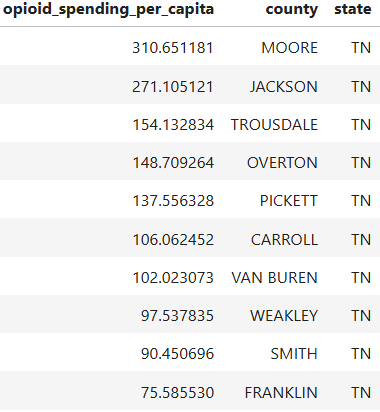 opioid_spending_per_capita county state
310.651181 MOORE TN
271.105121 JACKSON TN
154.132834 TROUSDALE TN
148.709264 OVERTON TN
137.556328 PICKETT TN
106.062452 CARROLL TN
102.023073 VAN BUREN TN
97.537835 WEAKLEY TN
90.450696 SMITH TN
75.585530 FRANKLIN TN